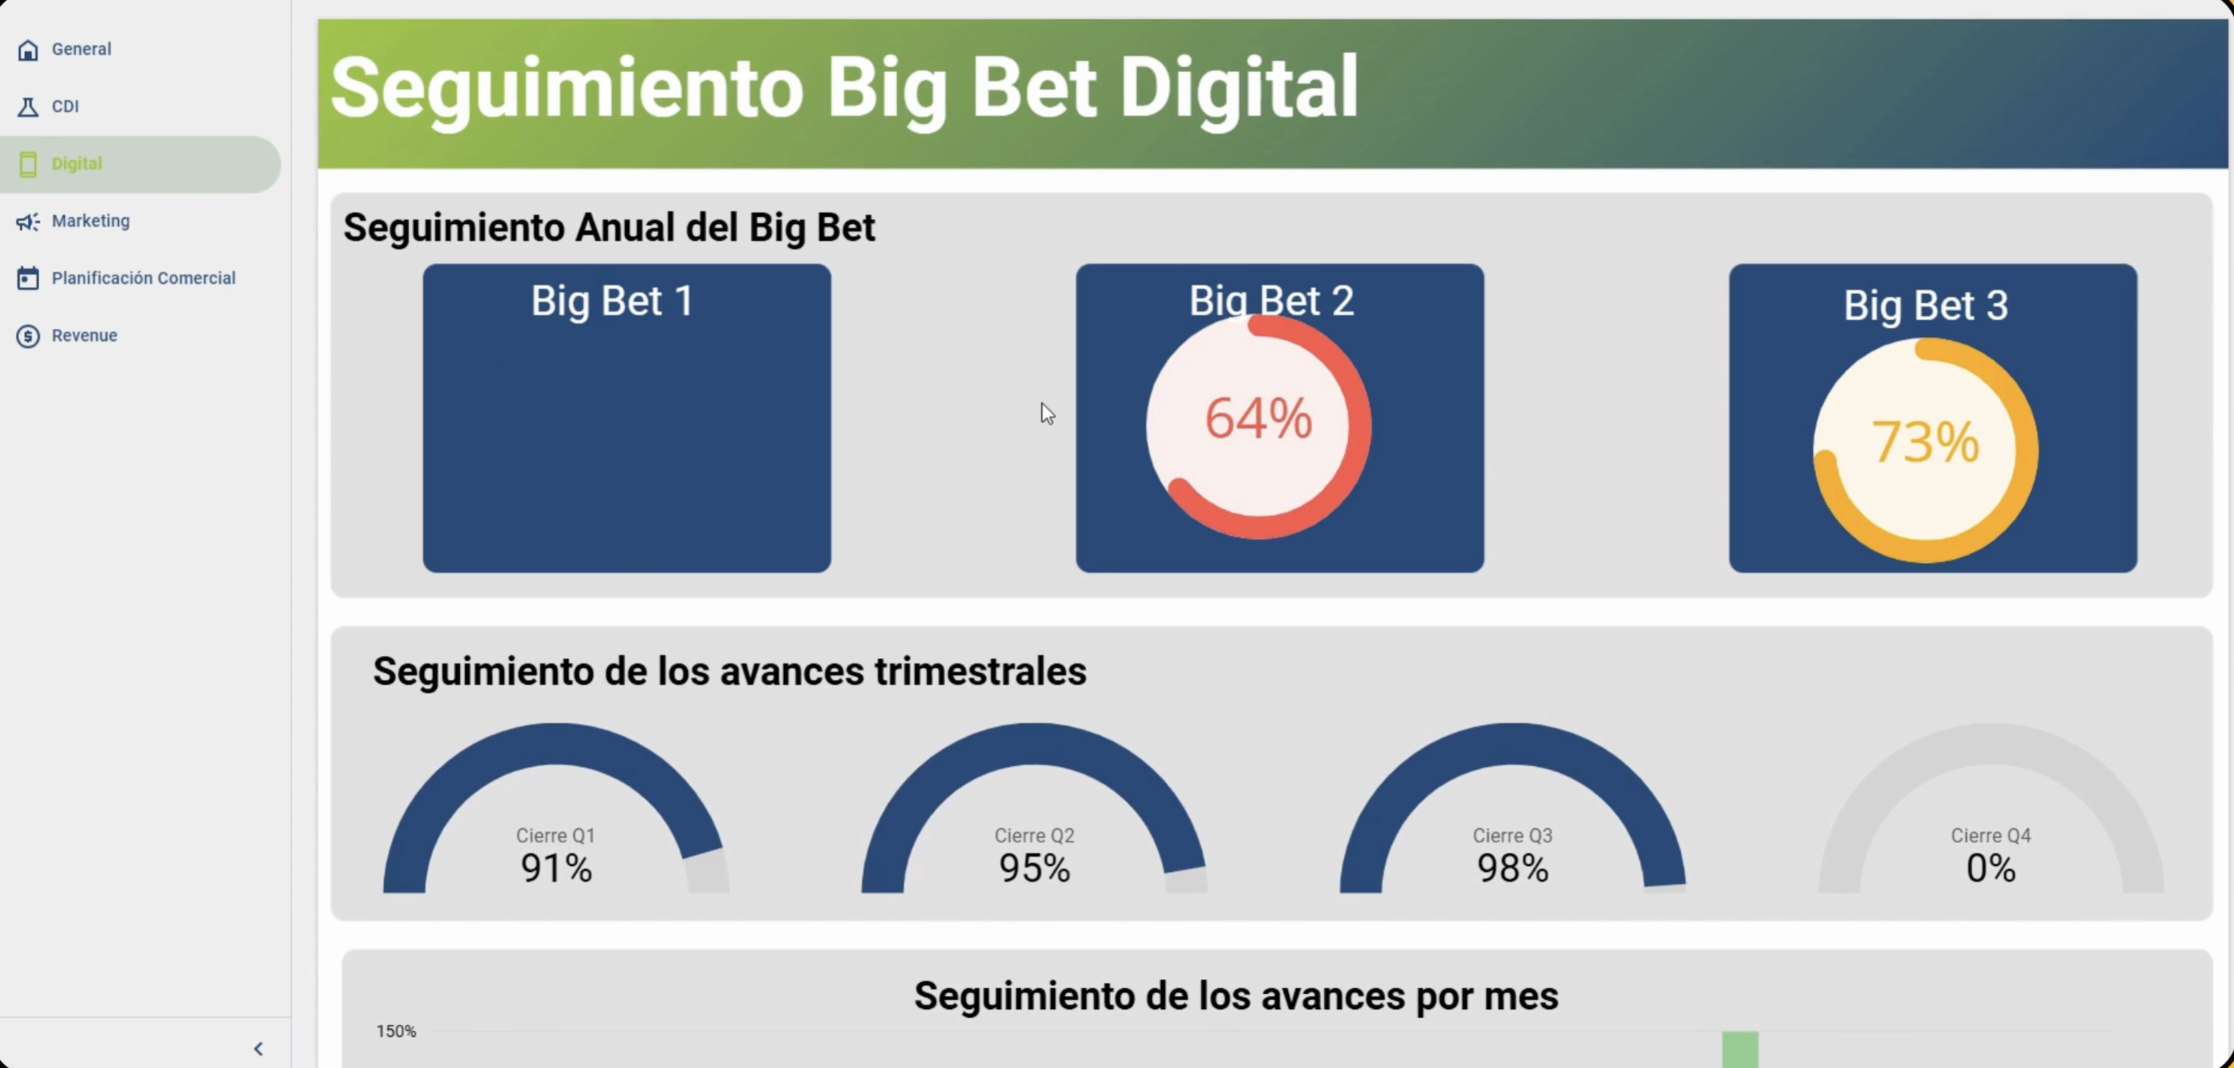 General
CDI
Digital
Marketing
Planificación Comercial
Revenue
Seguimiento Big Bet Digital
Seguimiento Anual del Big Bet
Big Bet 1
Big Bet 2
64%
Big Bet 3
73%
Seguimiento de los avances trimestrales
Cierre Q1
91%
Cierre Q2
95%
Cierre Q3
98%
Cierre Q4
0%
Seguimiento de los avances por mes
150%